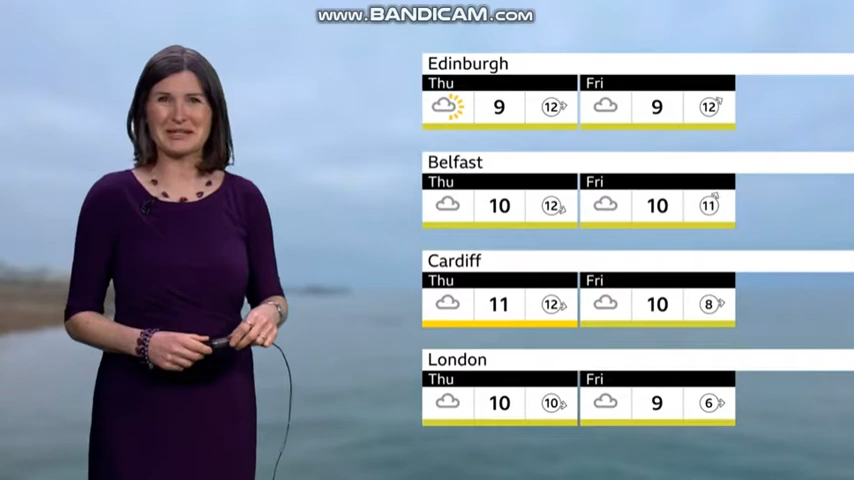 www.BANDICAM.com
Edinburgh
Thu Fri
9 12 9 12
Belfast
Thu Fri
10 12 10 11
Cardiff
Thu Fri
11 12 10 8
London
Thu Fri
10 10 9 6